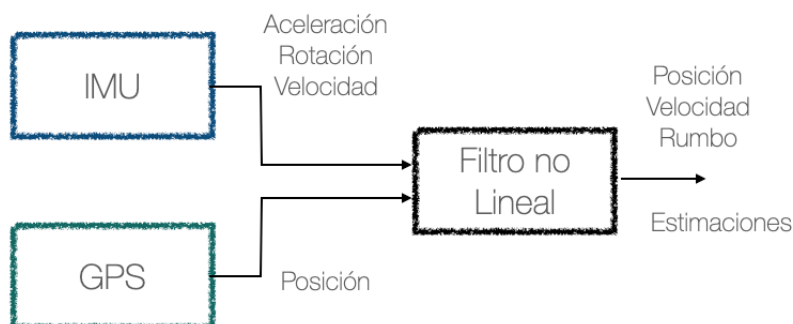 Aceleración
Rotación
Velocidad
IMU
Posición
Velocidad
Rumbo
Filtro no
Lineal
Estimaciones
GPS
Posición